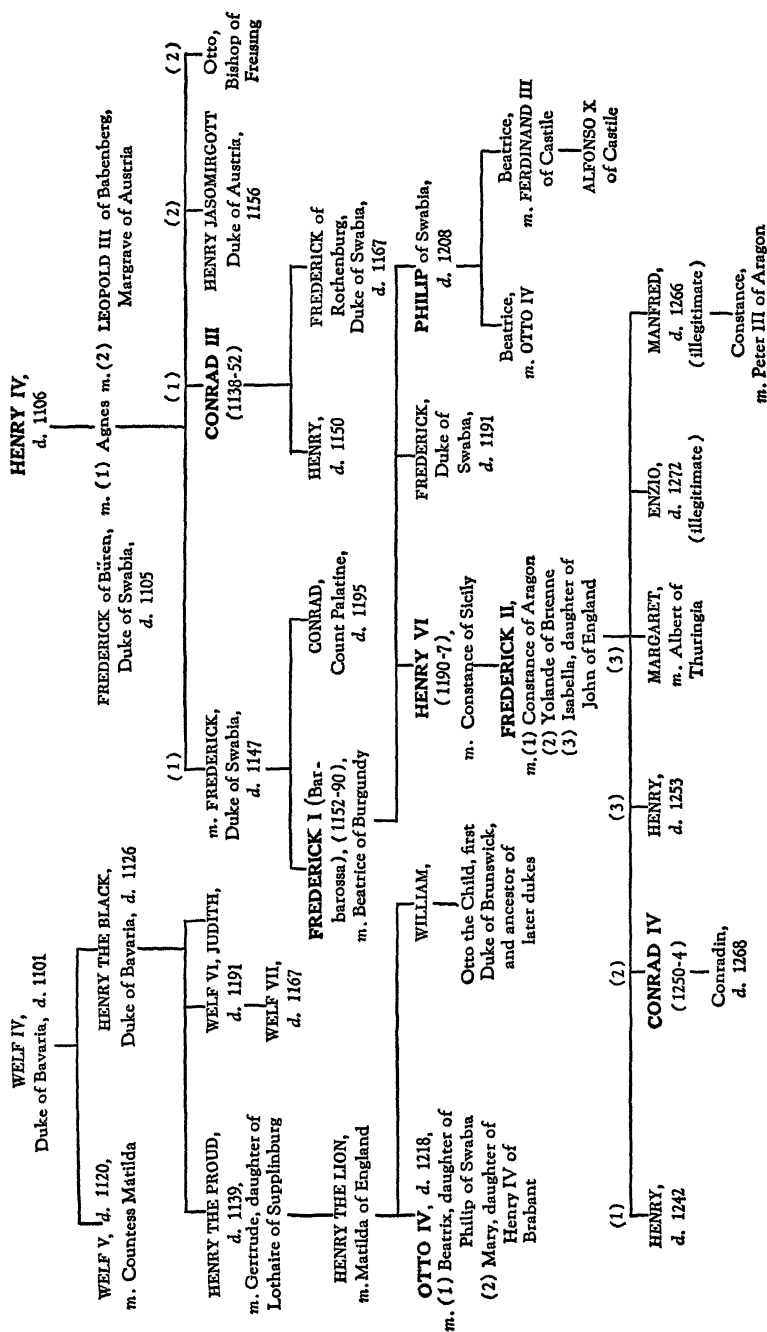 WELF IV,
Duke of Bavaria, d. 1101
HENRY IV,
d. 1106
WELF V, d. 1120,
m. Countess Matilda
HENRY THE BLACK,
Duke of Bavaria, d. 1126
FREDERICK of Büren, m. (1) Agnes m.(2) LEOPOLD III of Babenberg,
Duke of Swabia,
d. 1105
Margrave of Austria
HENRY THE PROUD,
d. 1139,
m. Gertrude, daughter of
Lothaire of Supplinburg
WELF VI,
d. 1191
WELF VII,
d. 1167
JUDITH,
(1)
m. FREDERICK,
Duke of Swabia,
d. 1147
(1)
CONRAD III
(1138-52)
(2)
HENRY JASOMIRGOTT
Duke of Austria,
1156
(2)
Otto,
Bishop of
Freising
HENRY THE LION,
m. Matilda of England
FREDERICK I (Bar-
barossa), (1152-90),
m. Beatrice of Burgundy
CONRAD,
Count Palatine,
d. 1195
HENRY,
d. 1150
FREDERICK of
Rothenburg,
Duke of Swabia,
d. 1167
OTTO IV, d. 1218,
m. (1) Beatrix, daughter of
Philip of Swabia
(2) Mary, daughter of
Henry IV of
Brabant
WILLIAM,
Otto the Child, first
Duke of Brunswick,
and ancestor of
later dukes
HENRY VI
(1190-7),
m. Constance of Sicily
FREDERICK,
Duke of
Swabia,
d. 1191
PHILIP of Swabia,
d. 1208
FREDERICK II,
m.(1) Constance of Aragon
(2) Yolande of Brienne
(3) Isabella, daughter of
John of England
Beatrice,
m. OTTO IV
Beatrice,
m. FERDINAND III
of Castile
ALFONSO X
of Castile
(1)
HENRY,
d. 1242
(2)
CONRAD IV
(1250-4)
Conradin,
d. 1268
(3)
HENRY,
d. 1253
(3)
MARGARET,
m. Albert of
Thuringia
ENZIO,
d. 1272
(illegitimate)
MANFRED,
d. 1266
(illegitimate)
Constance,
m. Peter III of Aragon